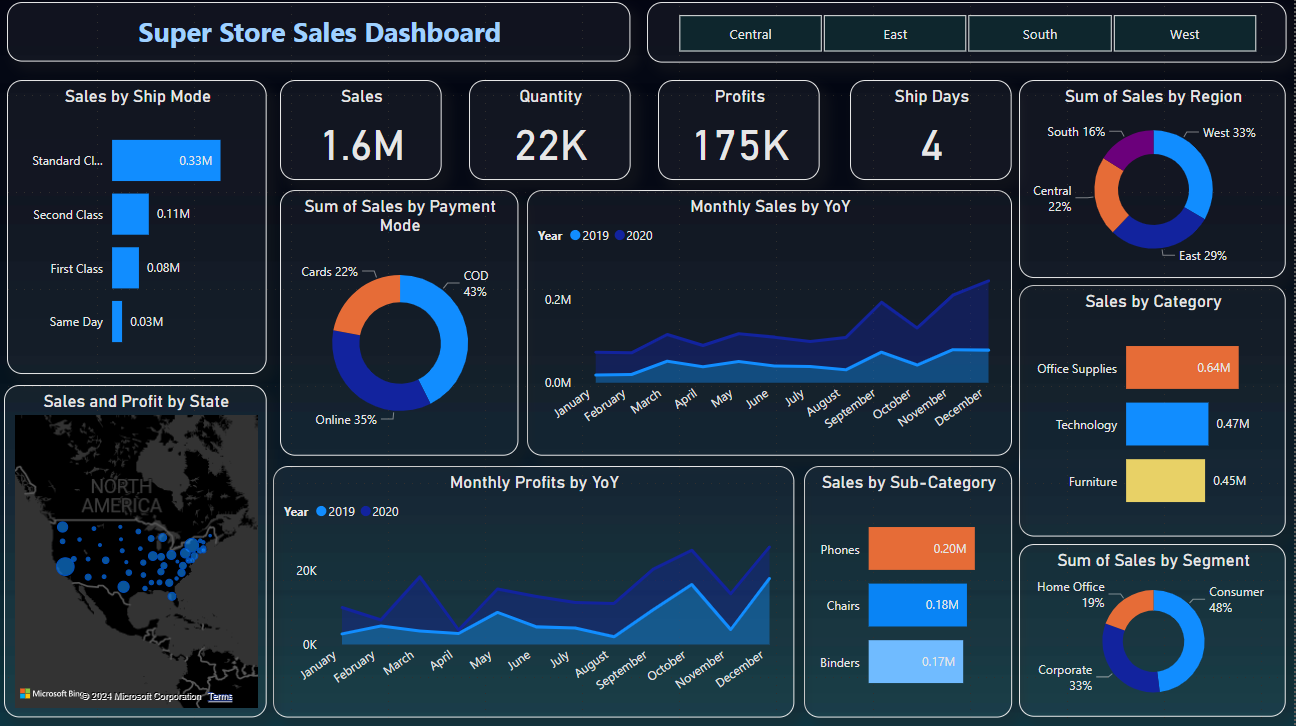 Super Store Sales Dashboard
Central
East
South
West
Sales by Ship Mode
Standard Cl...
0.33M
Second Class
0.11M
First Class
0.08M
Same Day
0.03M
Sales
1.6M
Quantity
22K
Profits
175K
Ship Days
4
Sum of Sales by Region
South 16%
West 33%
Central
22%
East 29%
Sum of Sales by Payment
Mode
Cards 22%
COD
43%
Online 35%
Monthly Sales by YoY
Year 2019 2020
0.2M
0.0M
January
February
March
April
May
June
July
August
September
October
November
December
Sales by Category
Office Supplies
0.64M
Technology
0.47M
Furniture
0.45M
Sales and Profit by State
NORTH
AMERICA
Microsoft Bing
© 2024 Microsoft Corporation Terms
Monthly Profits by YoY
Year 2019 2020
20K
0K
January
February
March
April
May
June
July
August
September
October
November
December
Sales by Sub-Category
Phones
0.20M
Chairs
0.18M
Binders
0.17M
Sum of Sales by Segment
Home Office
19%
Consumer
48%
Corporate
33%